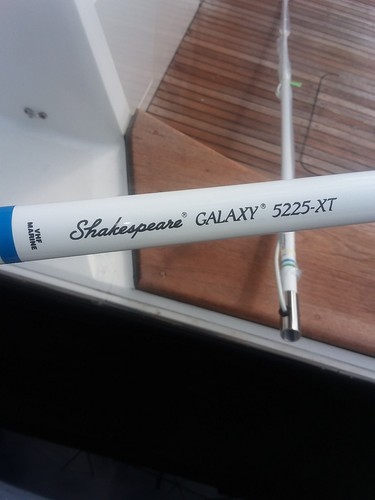 VHF
MARINE
Shakespeare® GALAXY® 5225-XT